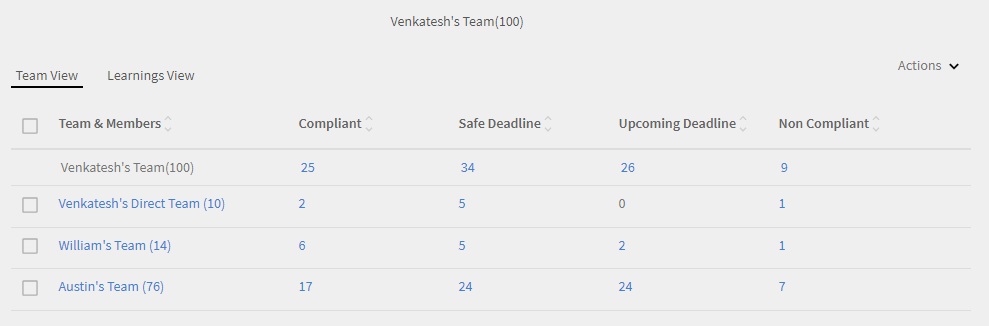 Venkatesh's Team(100)
Actions
Team View Learnings View
Team & Members Compliant Safe Deadline Upcoming Deadline Non Compliant
Venkatesh's Team(100) 25 34 26 9
Venkatesh's Direct Team (10) 2 5 0 1
William's Team (14) 6 5 2 1
Austin's Team (76) 17 24 24 7